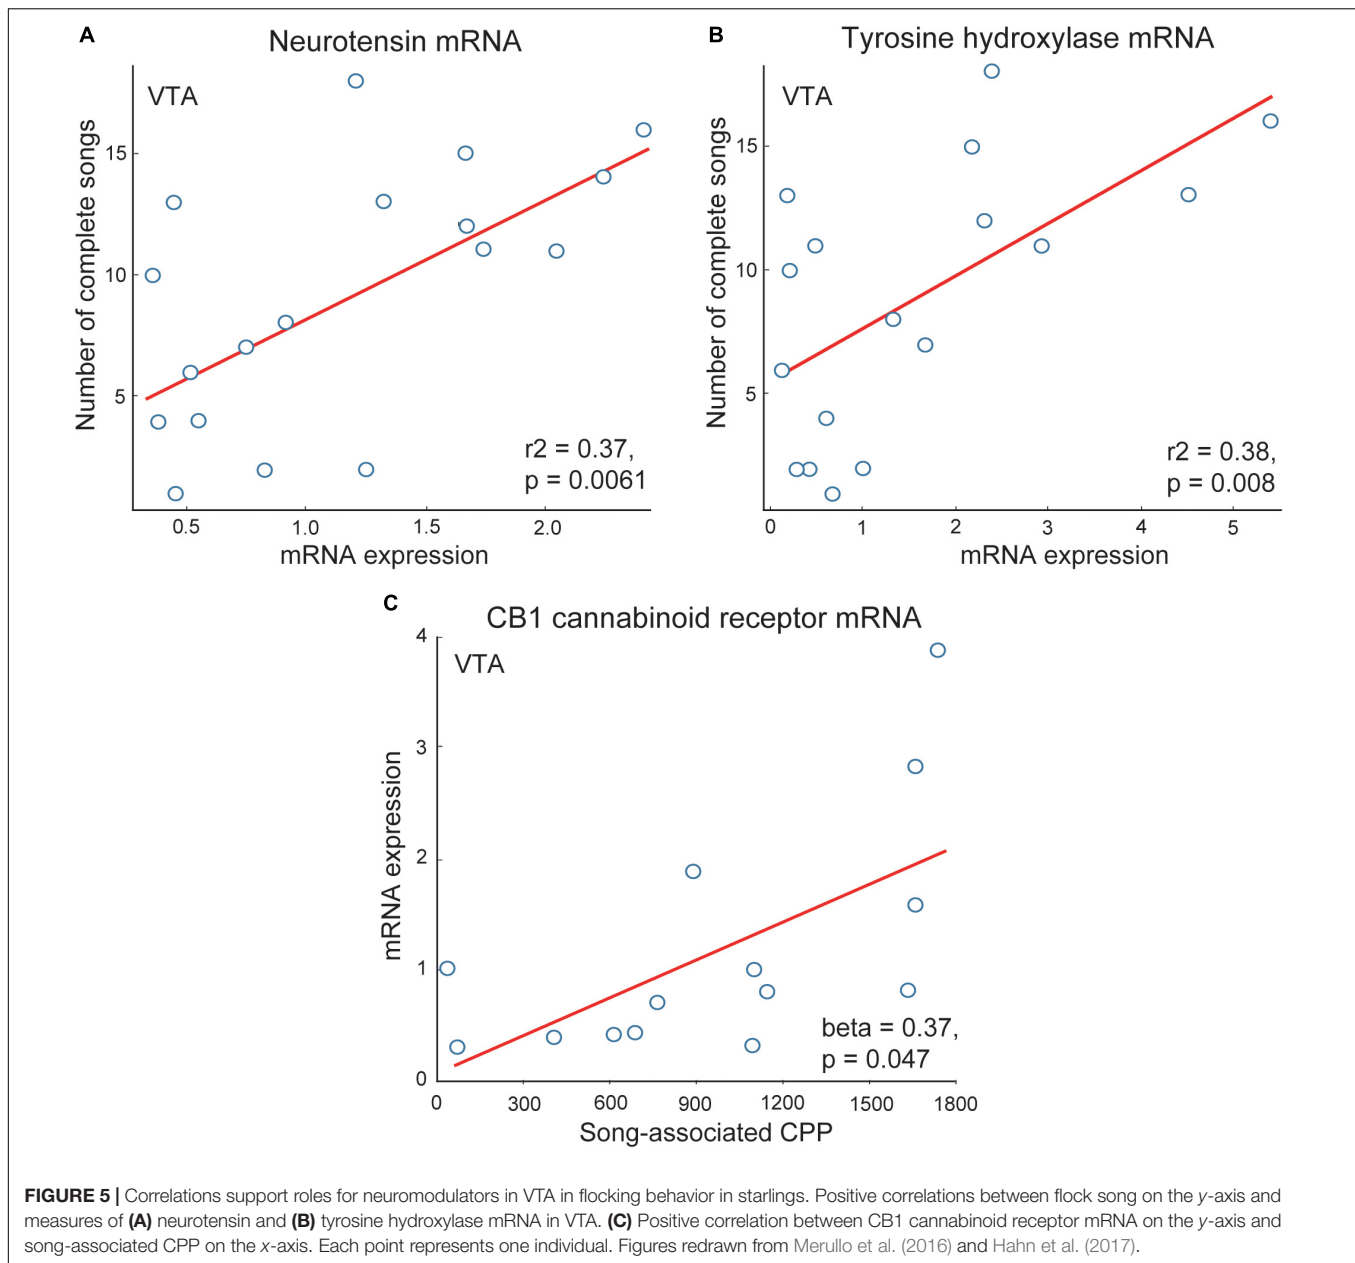 A
Neurotensin mRNA
VTA
Number of complete songs
15
10
5
r2 = 0.37,
p = 0.0061
0.5 1.0 1.5 2.0
mRNA expression
B
Tyrosine hydroxylase mRNA
VTA
Number of complete songs
15
10
5
r2 = 0.38,
p = 0.008
0 1 2 3 4 5
mRNA expression
C
CB1 cannabinoid receptor mRNA
VTA
mRNA expression
4
3
2
1
0
beta = 0.37,
p = 0.047
0 300 600 900 1200 1500 1800
Song-associated CPP
FIGURE 5 | Correlations support roles for neuromodulators in VTA in flocking behavior in starlings. Positive correlations between flock song on the y-axis and
measures of (A) neurotensin and (B) tyrosine hydroxylase mRNA in VTA. (C) Positive correlation between CB1 cannabinoid receptor mRNA on the y-axis and
song-associated CPP on the x-axis. Each point represents one individual. Figures redrawn from Merullo et al. (2016) and Hahn et al. (2017).